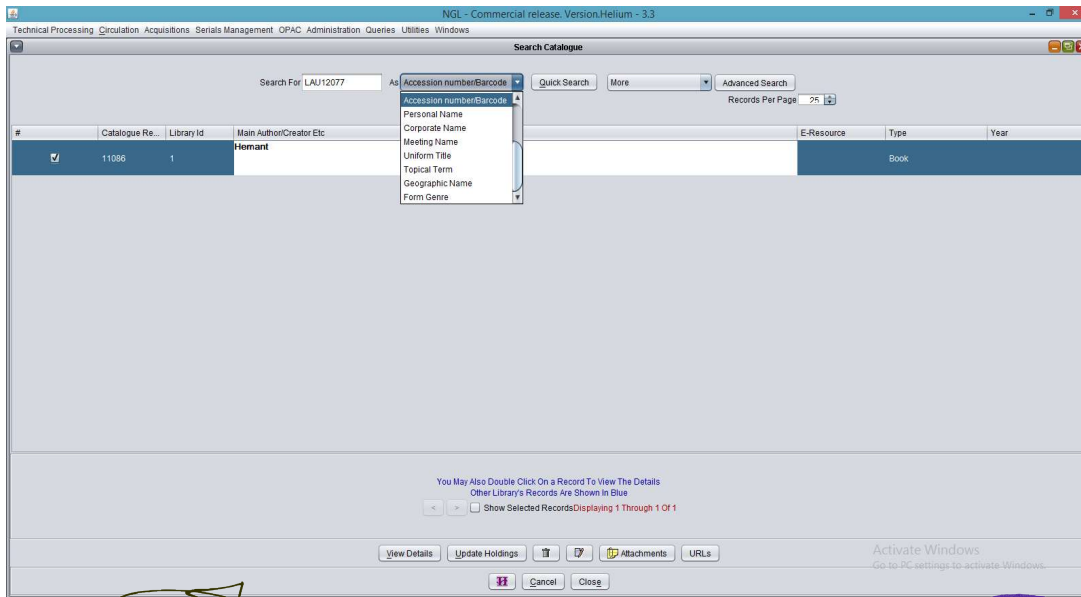 NGL - Commercial release. Version.Helium - 3.3
Technical Processing Circulation Acquisitions Serials Management OPAC Administration Queries Utilities Windows
Search Catalogue
Search For LAU12077 As Accession number/Barcode Quick Search More Advanced Search
Records Per Page 25
Accession number/Barcode
Personal Name
Corporate Name
Meeting Name
Uniform Title
Topical Term
Geographic Name
Form Genre
# Catalogue Re... Library Id Main Author/Creator Etc E-Resource Type Year
11086 1 Hemant Book
You May Also Double Click On a Record To View The Details
Other Library's Records Are Shown In Blue
< > Show Selected RecordsDisplaying 1 Through 1 Of 1
View Details Update Holdings Attachments URLs
Activate Windows
Go to PC settings to activate Windows.
Cancel Close